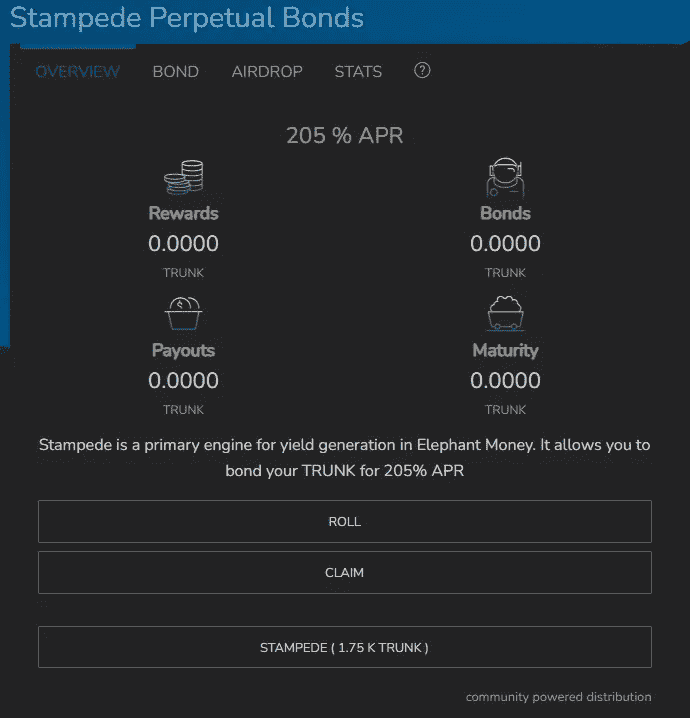 Stampede Perpetual Bonds
OVERVIEW BOND AIRDROP STATS ?
205 % APR
Rewards Bonds
0.0000 0.0000
TRUNK TRUNK
Payouts Maturity
0.0000 0.0000
TRUNK TRUNK
Stampede is a primary engine for yield generation in Elephant Money. It allows you to
bond your TRUNK for 205% APR
ROLL
CLAIM
STAMPEDE ( 1.75 K TRUNK )
community powered distribution